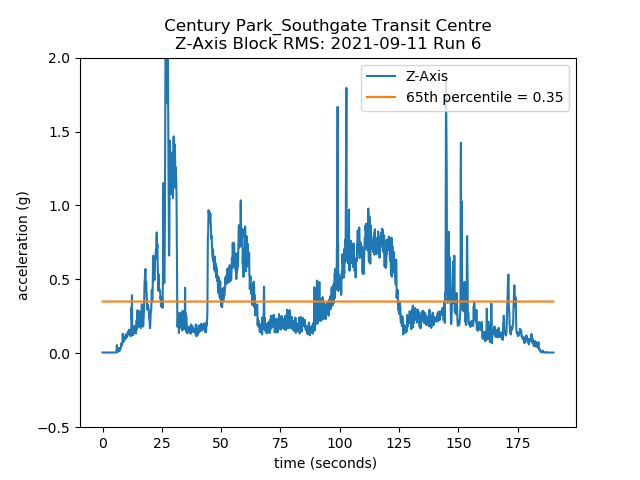 Century Park_Southgate Transit Centre
Z-Axis Block RMS: 2021-09-11 Run 6
2.0
Z-Axis
65th percentile = 0.35
1.5
1.0
0.5
0.0
−0.5
acceleration (g)
0 25 50 75 100 125 150 175
time (seconds)